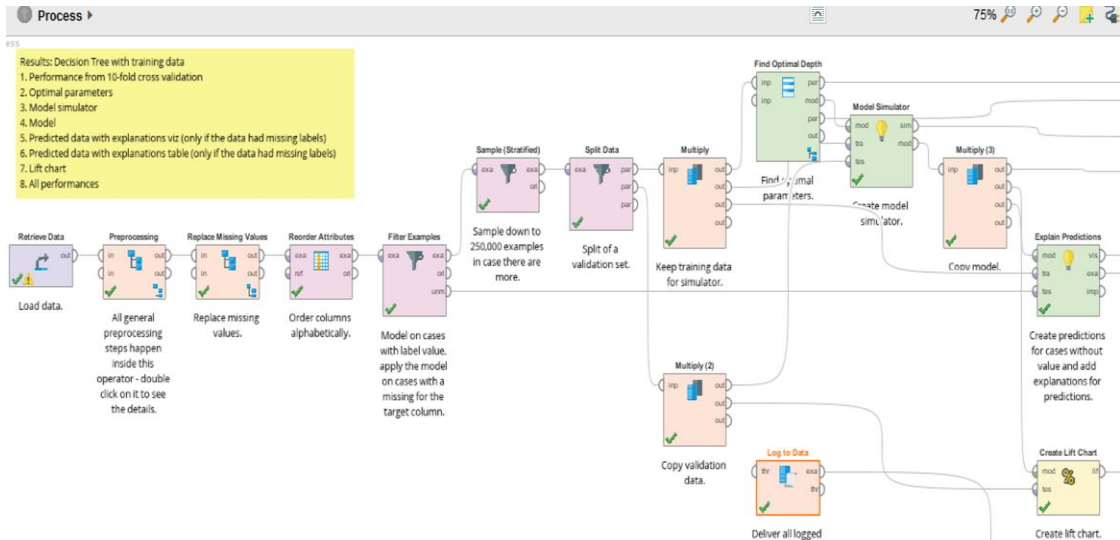 Process
75%
ess
Results: Decision Tree with training data
1. Performance from 10-fold cross validation
2. Optimal parameters
3. Model simulator
4. Model
5. Predicted data with explanations viz (only if the data had missing labels)
6. Predicted data with explanations table (only if the data had missing labels)
7. Lift chart
8. All performances
Retrieve Data
out
Load data.
Preprocessing
in out
in out
All general
preprocessing
steps happen
inside this
operator - double
click on it to see
the details.
Replace Missing Values
in out
in out
Replace missing
values.
Reorder Attributes
exa exa
ref ori
Order columns
alphabetically.
Filter Examples
exa exa
ori
unm
Model on cases
with label value.
apply the model
on cases with a
missing for the
target column.
Sample (Stratified)
exa exa
ori
Sample down to
250,000 examples
in case there are
more.
Split Data
exa par
par
par
Split of a
validation set.
Multiply
inp out
out
out
out
Keep training data
for simulator.
Find Optimal Depth
inp per
inp mod
par
out
Find optimal
parameters.
Model Simulator
mod sim
tra mod
tes
Create model
simulator.
Multiply (3)
inp out
out
out
out
Copy model.
Explain Predictions
mod vis
tra exa
tes imp
Create predictions
for cases without
value and add
explanations for
predictions.
Multiply (2)
inp out
out
out
Copy validation
data.
Log to Data
thr exa
thr
Deliver all logged
Create Lift Chart
mod lif
tes
Create lift chart.